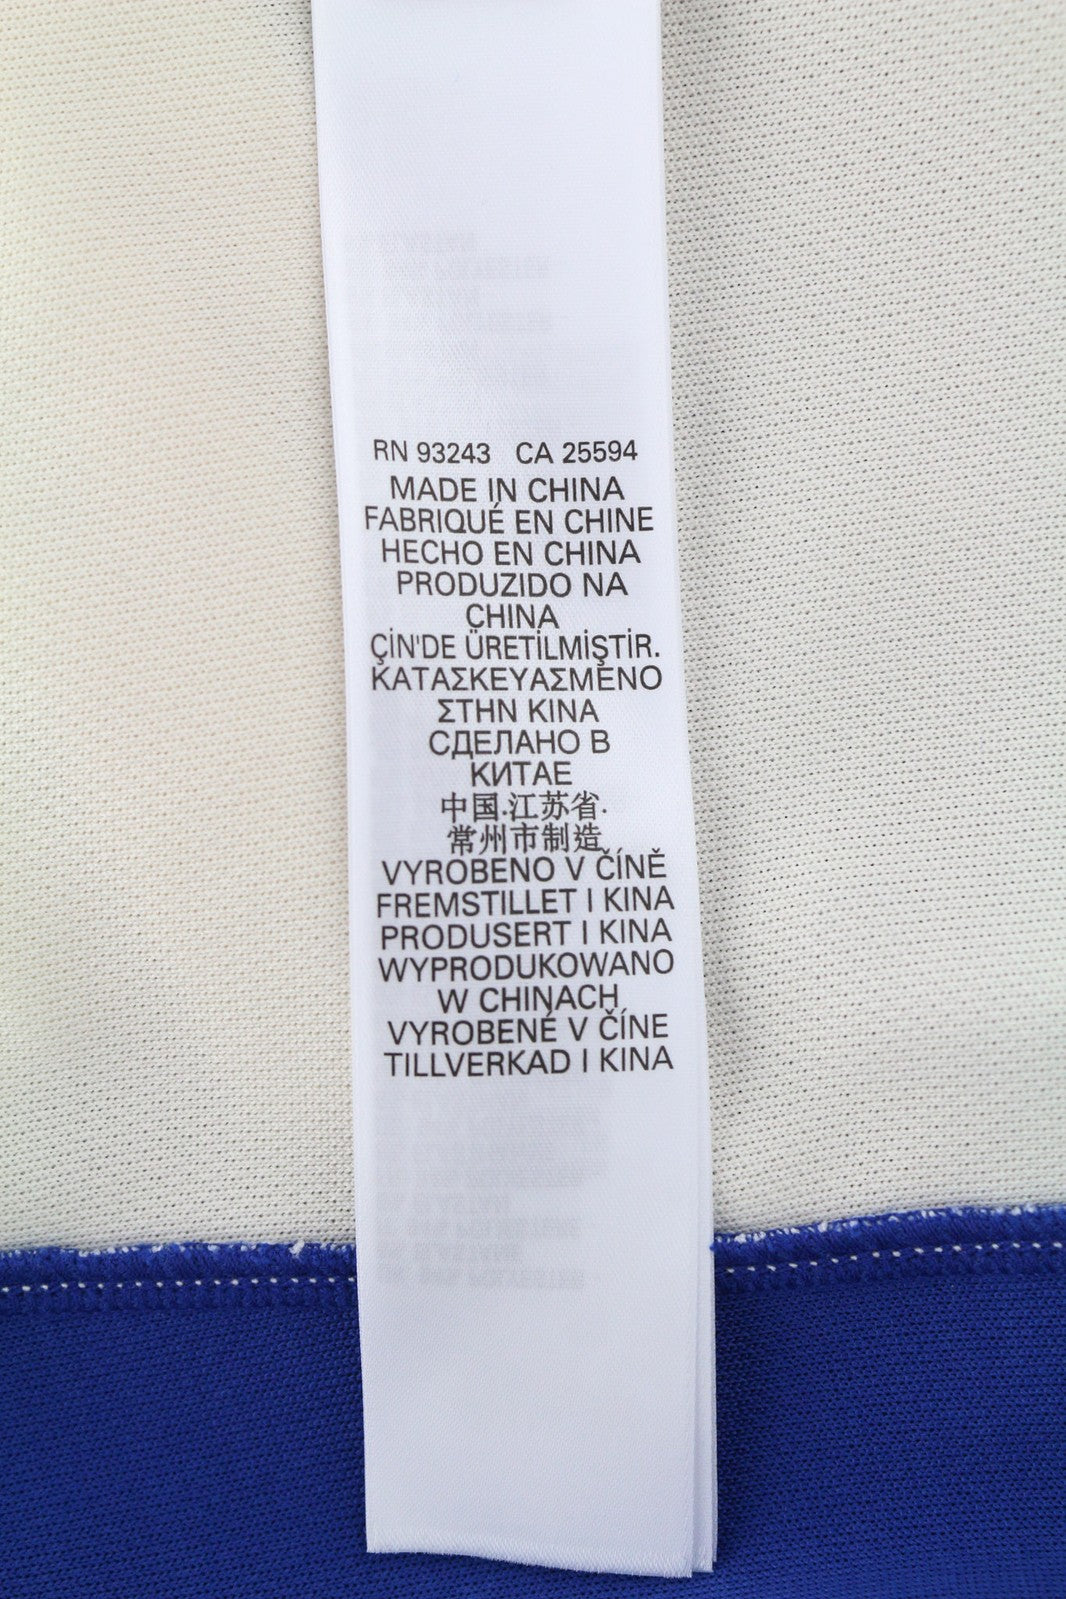 RN 93243 CA 25594
MADE IN CHINA
FABRIQUÉ EN CHINE
HECHO EN CHINA
PRODUZIDO NA
CHINA
ÇİN'DE ÜRETİLMİŞTİR.
ΚΑΤΑΣΚΕΥΑΣΜΕΝΟ
ΣΤΗΝ ΚΙΝΑ
СДЕЛАНО В
КИТАЕ
中国.江苏省.
常州市制造
VYROBENO V ČÍNĚ
FREMSTILLET I KINA
PRODUSERT I KINA
WYPRODUKOWANO
W CHINACH
VYROBENÉ V ČÍNE
TILLVERKAD I KINA